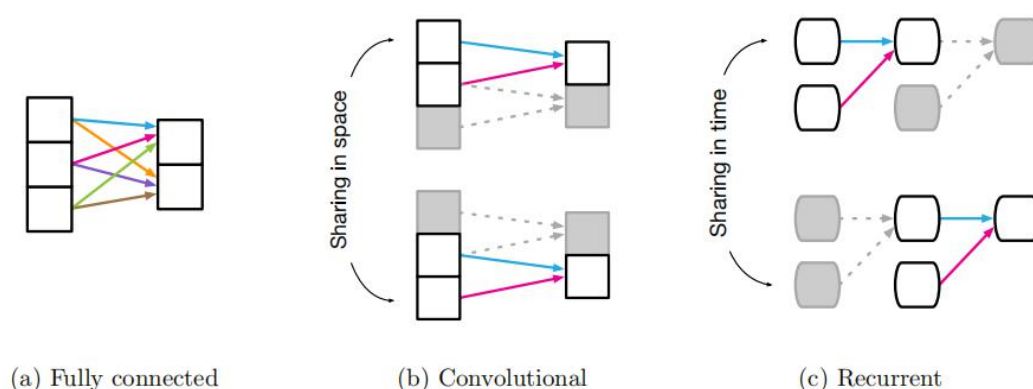 Sharing in space
Sharing in time
(a) Fully connected
(b) Convolutional
(c) Recurrent